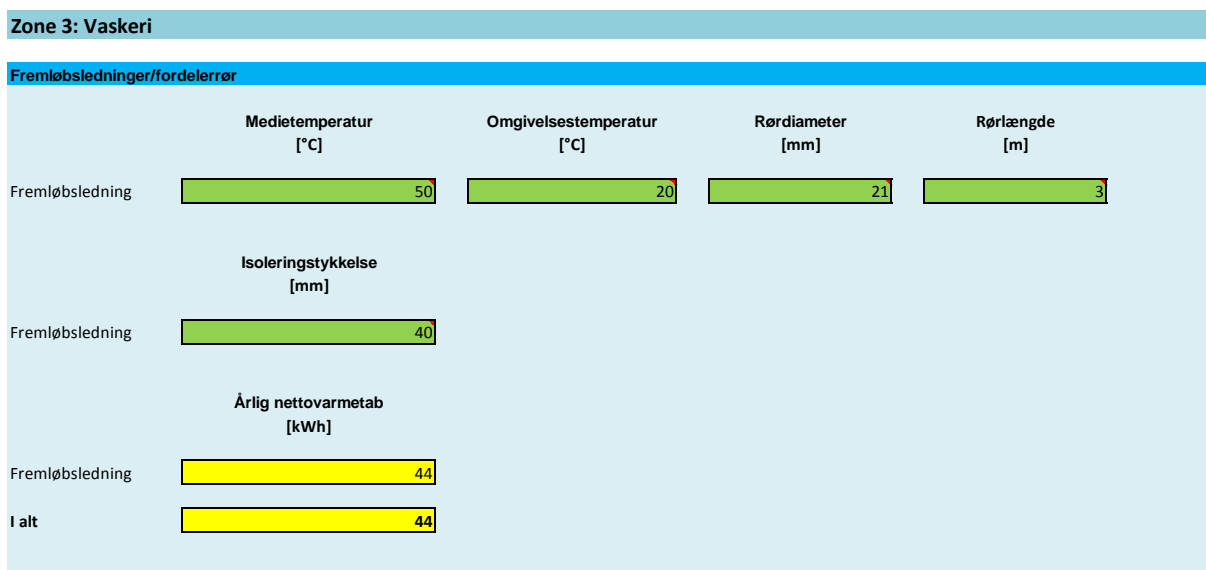 Zone 3: Vaskeri
Fremløbsledninger/fordelerrør
Medietemperatur Omgivelsestemperatur Rørdiameter Rørlængde
[°C] [°C] [mm] [m]
Fremløbsledning 50 20 21 3
Isoleringstykkelse
[mm]
Fremløbsledning 40
Årlig nettovarmetab
[kWh]
Fremløbsledning 44
I alt 44